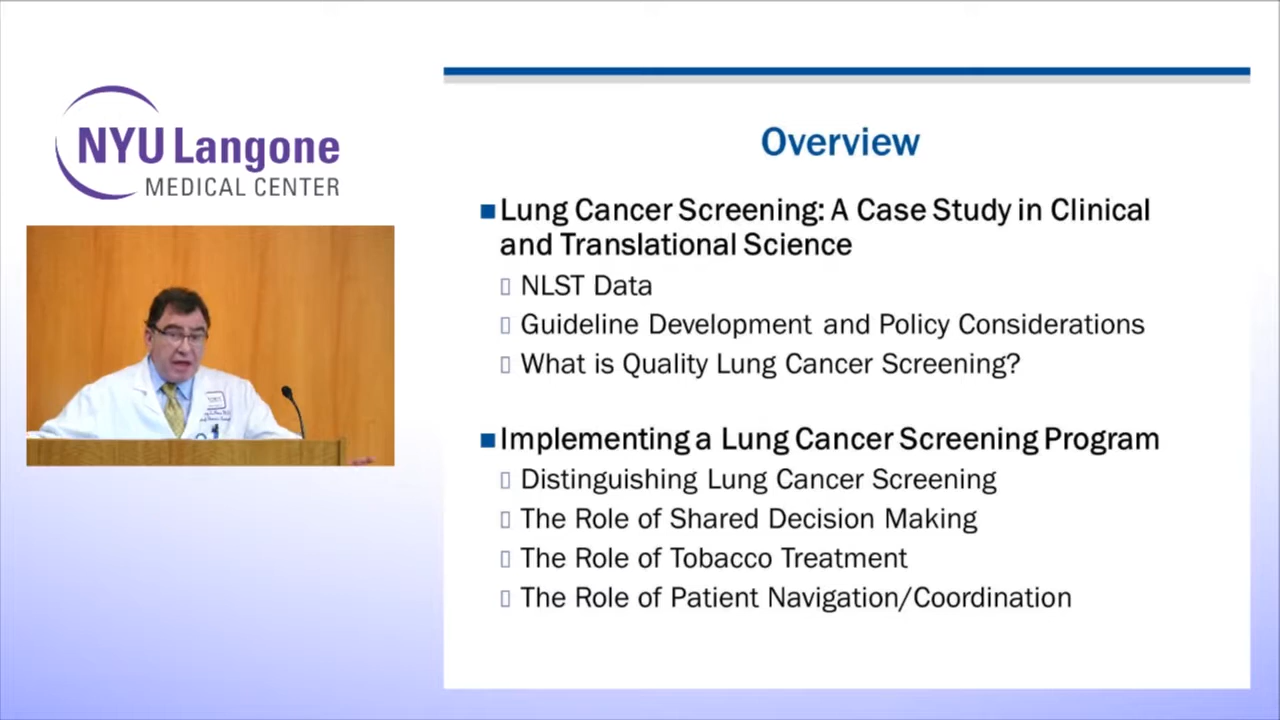 NYU Langone
MEDICAL CENTER
Overview
Lung Cancer Screening: A Case Study in Clinical
and Translational Science
NLST Data
Guideline Development and Policy Considerations
What is Quality Lung Cancer Screening?
Implementing a Lung Cancer Screening Program
Distinguishing Lung Cancer Screening
The Role of Shared Decision Making
The Role of Tobacco Treatment
The Role of Patient Navigation/Coordination